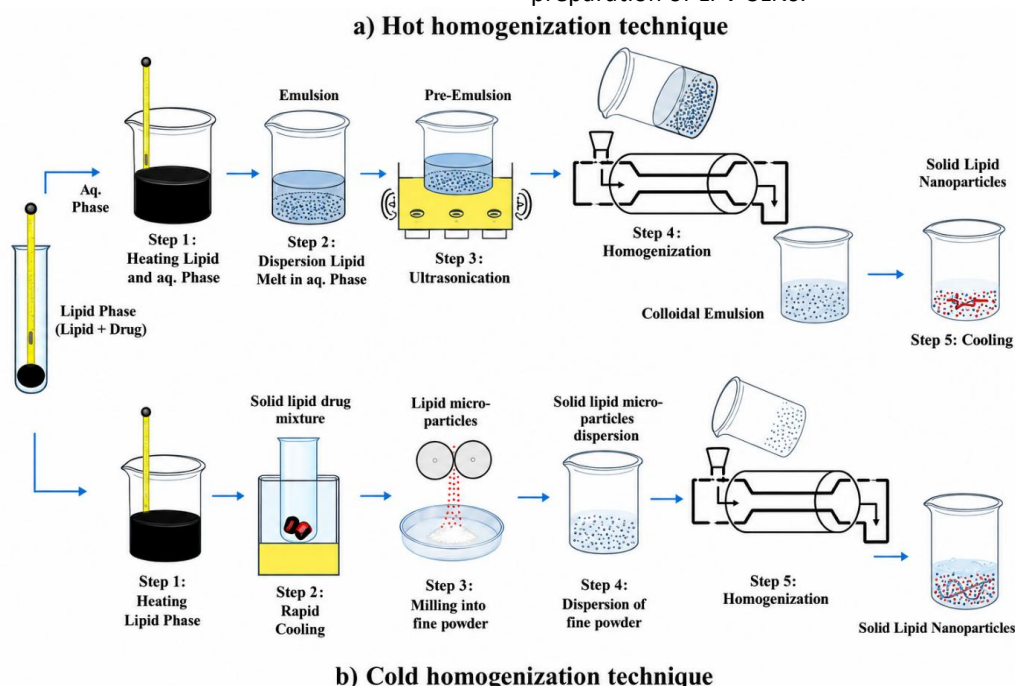 preparation of LPV-SLNs.
a) Hot homogenization technique
Emulsion
Pre-Emulsion
Aq.
Phase
Step 1:
Heating Lipid
and aq. Phase
Step 2:
Dispersion Lipid
Melt in aq. Phase
Step 3:
Ultrasonication
Step 4:
Homogenization
Colloidal Emulsion
Solid Lipid
Nanoparticles
Step 5: Cooling
Lipid Phase
(Lipid + Drug)
Step 1:
Heating
Lipid Phase
Solid lipid drug
mixture
Step 2:
Rapid
Cooling
Lipid micro-
particles
Step 3:
Milling into
fine powder
Solid lipid micro-
particles
dispersion
Step 4:
Dispersion of
fine powder
Step 5:
Homogenization
Solid Lipid Nanoparticles
b) Cold homogenization technique